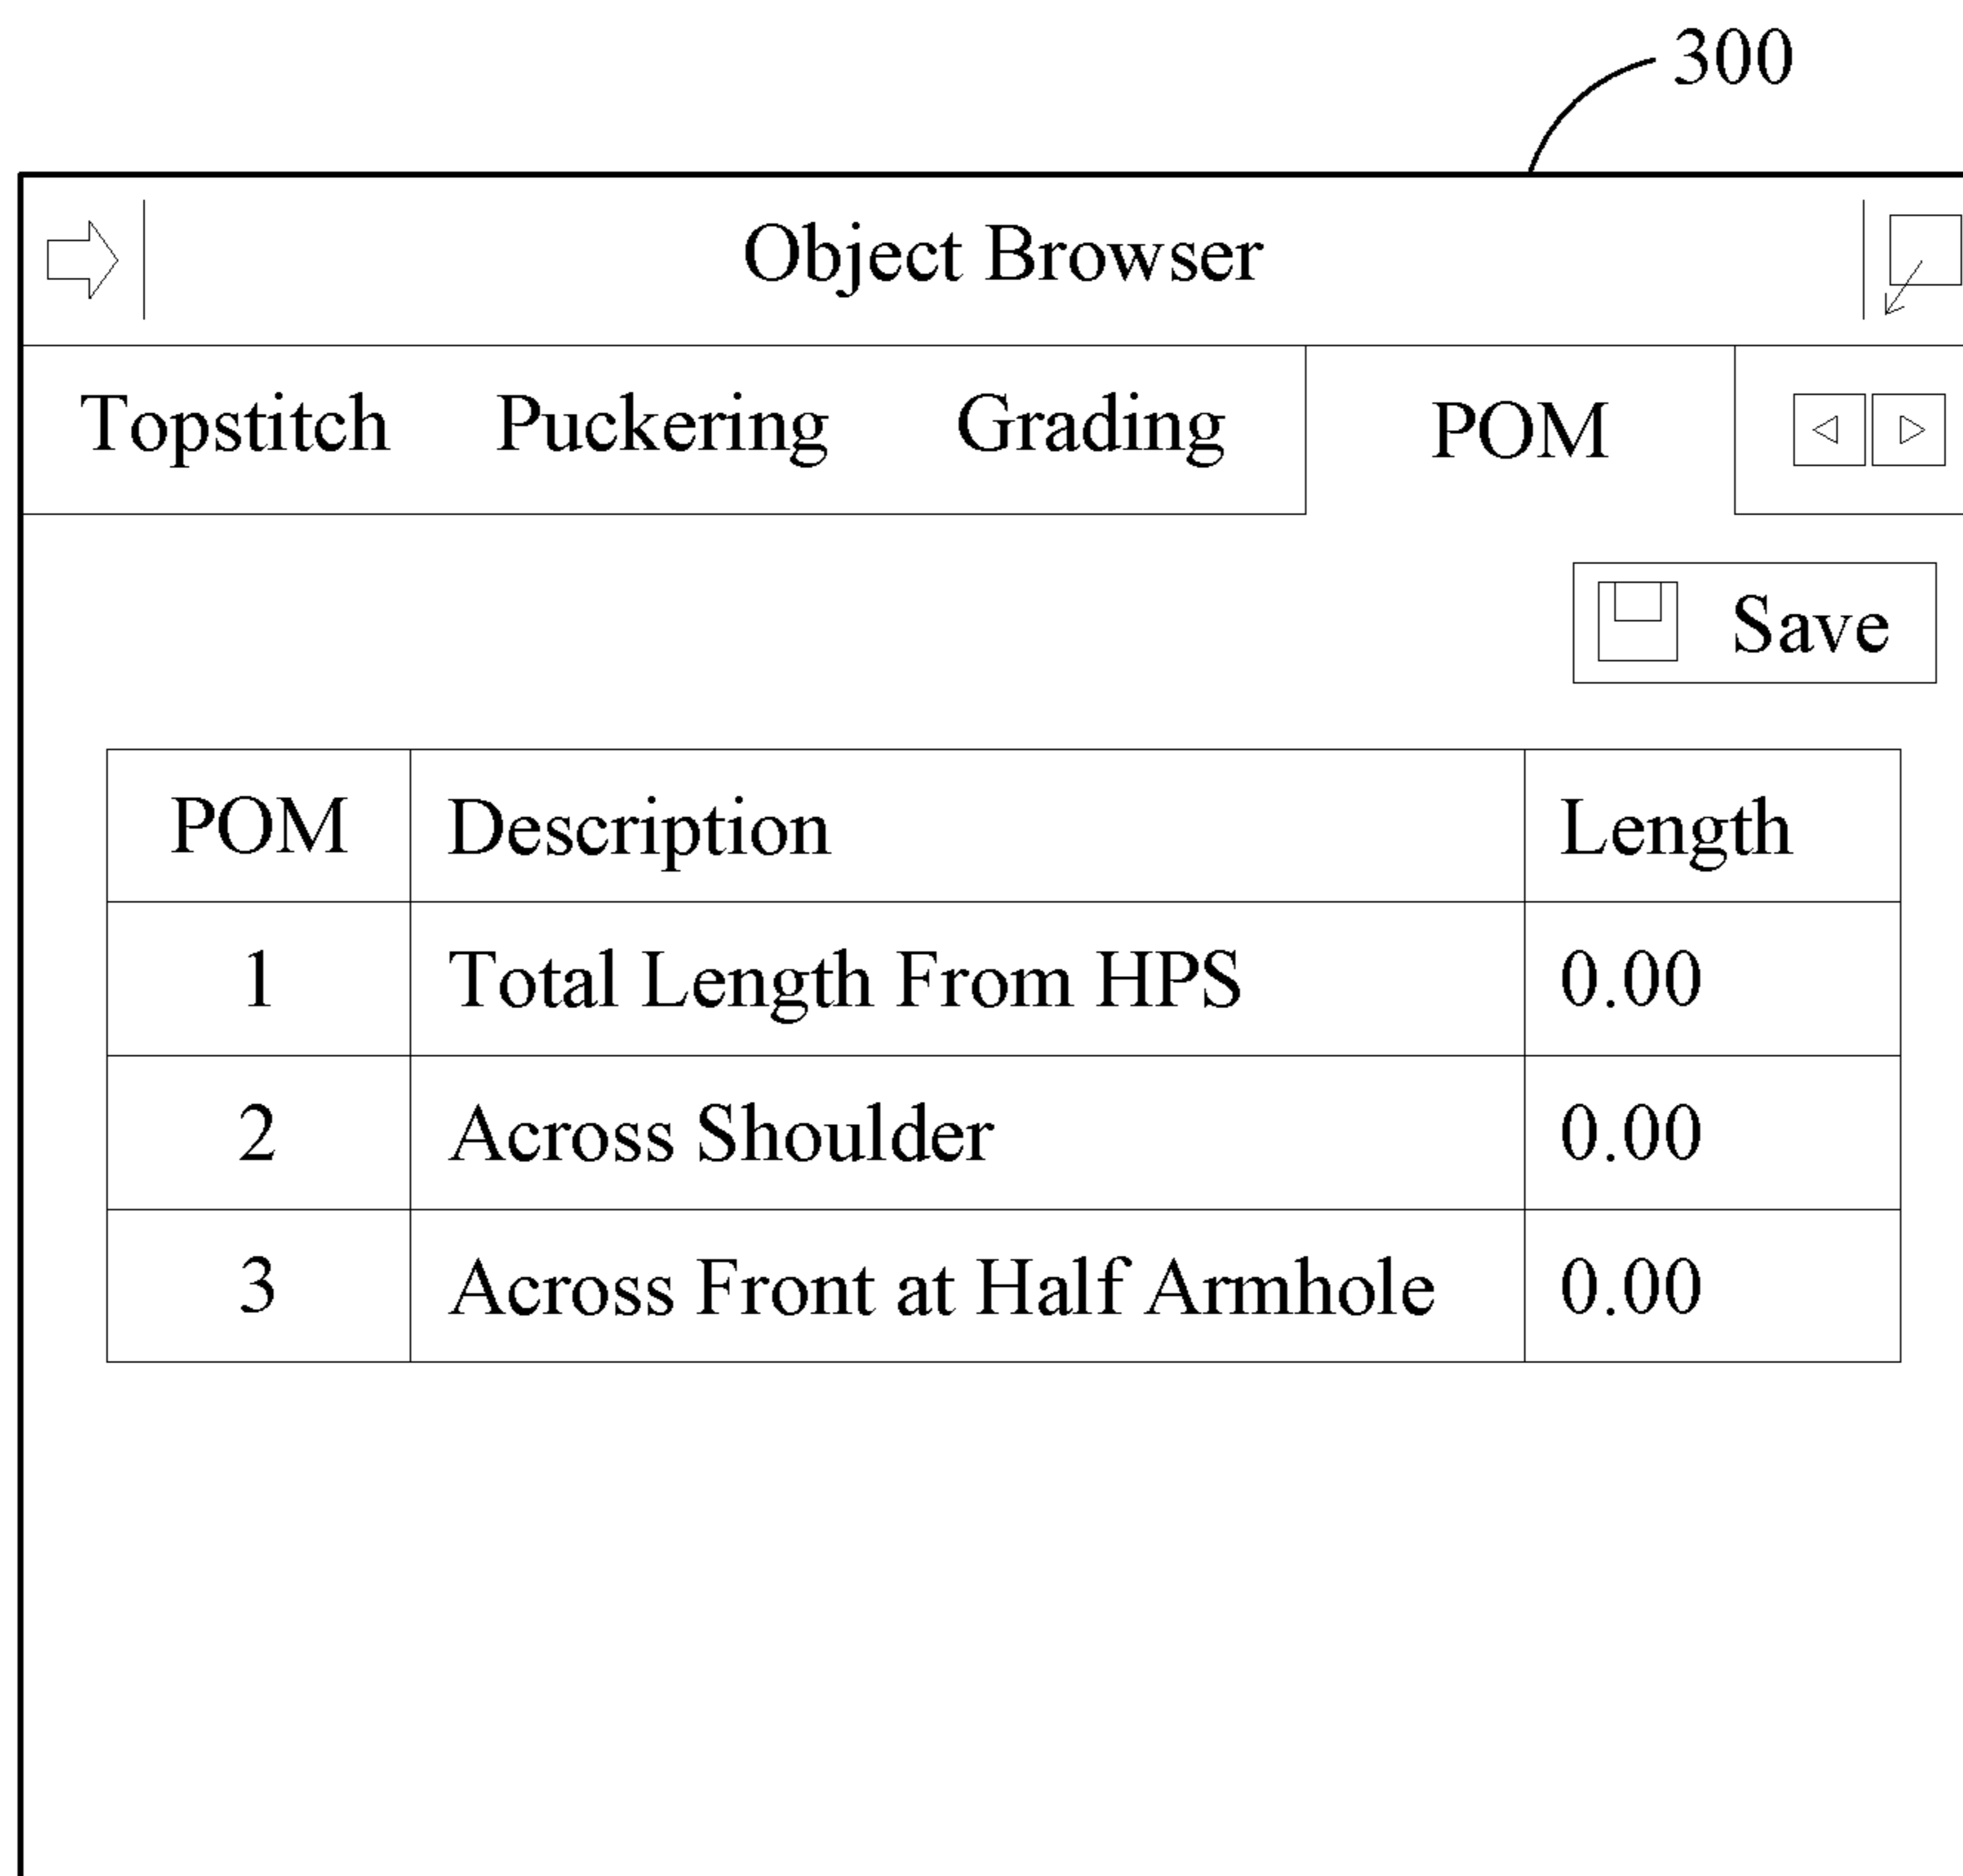 300
Object Browser
Topstitch Puckering Grading POM
Save
POM Description Length
1 Total Length From HPS 0.00
2 Across Shoulder 0.00
3 Across Front at Half Armhole 0.00